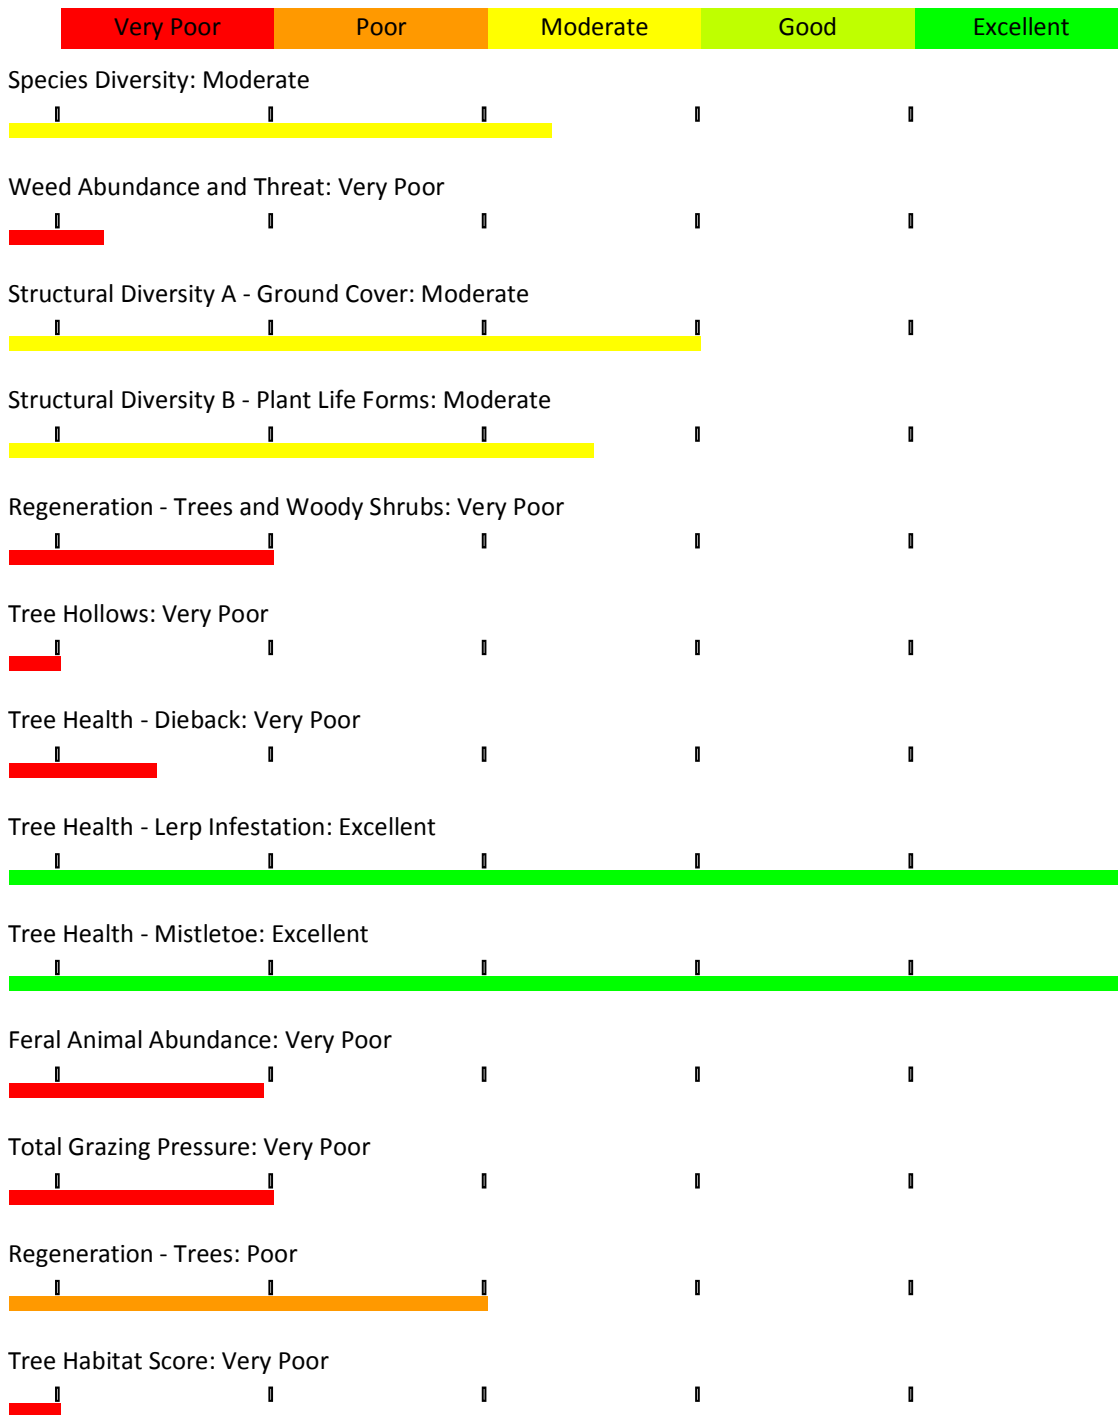 Very Poor Poor Moderate Good Excellent
Species Diversity: Moderate
Weed Abundance and Threat: Very Poor
Structural Diversity A - Ground Cover: Moderate
Structural Diversity B - Plant Life Forms: Moderate
Regeneration - Trees and Woody Shrubs: Very Poor
Tree Hollows: Very Poor
Tree Health - Dieback: Very Poor
Tree Health - Lerp Infestation: Excellent
Tree Health - Mistletoe: Excellent
Feral Animal Abundance: Very Poor
Total Grazing Pressure: Very Poor
Regeneration - Trees: Poor
Tree Habitat Score: Very Poor